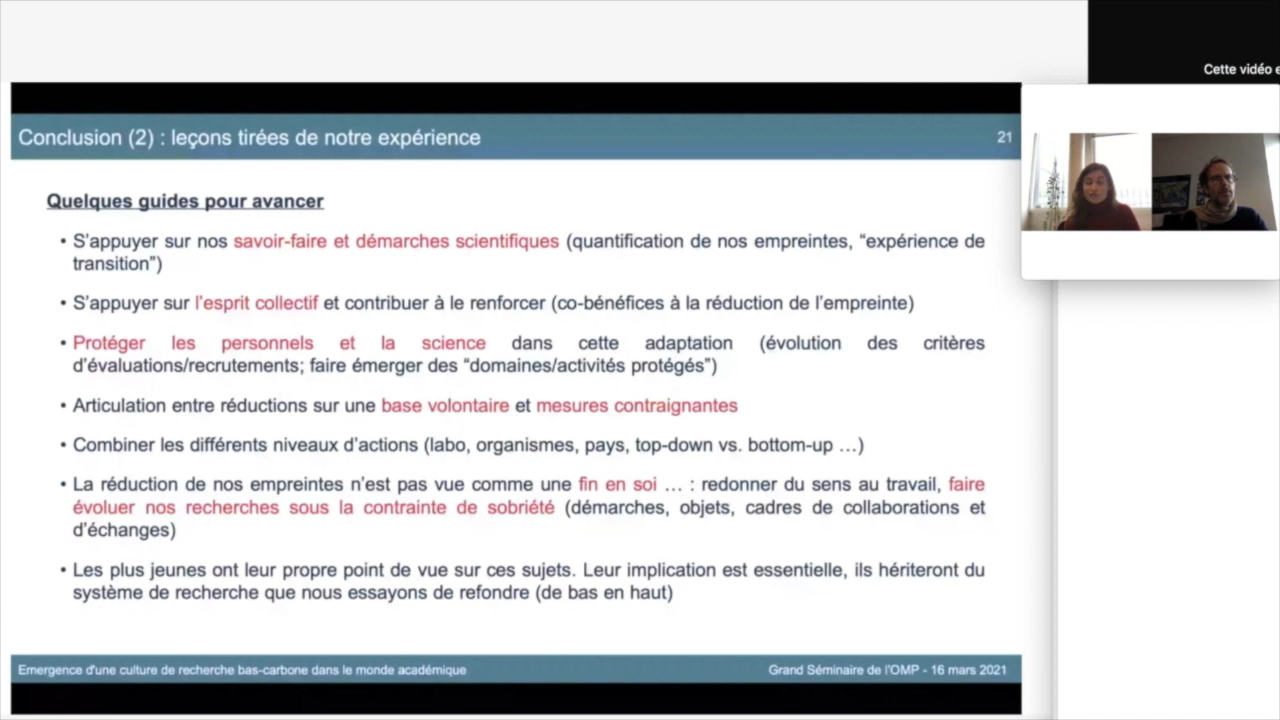 Cette vidéo e
Conclusion (2) : leçons tirées de notre expérience
21
Quelques guides pour avancer
• S’appuyer sur nos savoir-faire et démarches scientifiques (quantification de nos empreintes, “expérience de
transition”)
• S’appuyer sur l’esprit collectif et contribuer à le renforcer (co-bénéfices à la réduction de l’empreinte)
• Protéger les personnels et la science dans cette adaptation (évolution des critères
d’évaluations/recrutements; faire émerger des “domaines/activités protégés”)
• Articulation entre réductions sur une base volontaire et mesures contraignantes
• Combiner les différents niveaux d’actions (labo, organismes, pays, top-down vs. bottom-up …)
• La réduction de nos empreintes n’est pas vue comme une fin en soi … : redonner du sens au travail, faire
évoluer nos recherches sous la contrainte de sobriété (démarches, objets, cadres de collaborations et
d’échanges)
• Les plus jeunes ont leur propre point de vue sur ces sujets. Leur implication est essentielle, ils hériteront du
système de recherche que nous essayons de refondre (de bas en haut)
Emergence d'une culture de recherche bas-carbone dans le monde académique
Grand Séminaire de l'OMP - 16 mars 2021